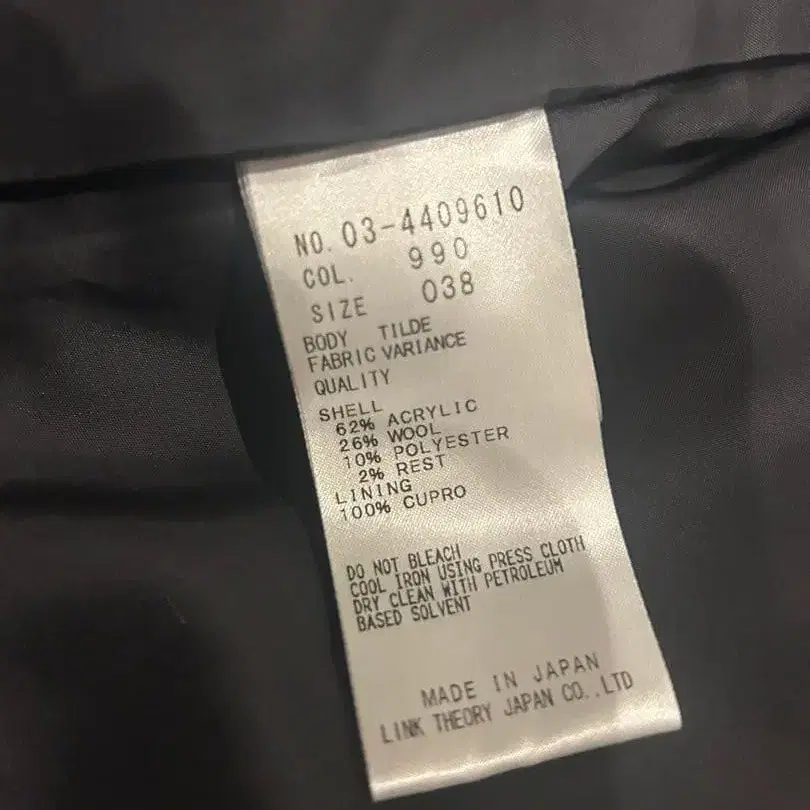 NO. 03-4409610
COL. 990
SIZE 038
BODY TILDE
FABRIC VARIANCE
QUALITY
SHELL
62% ACRYLIC
26% WOOL
10% POLYESTER
2% REST
LINING
100% CUPRO
DO NOT BLEACH
COOL IRON USING PRESS CLOTH
DRY CLEAN WITH PETROLEUM
BASED SOLVENT
MADE IN JAPAN
LINK THEORY JAPAN CO.,LTD